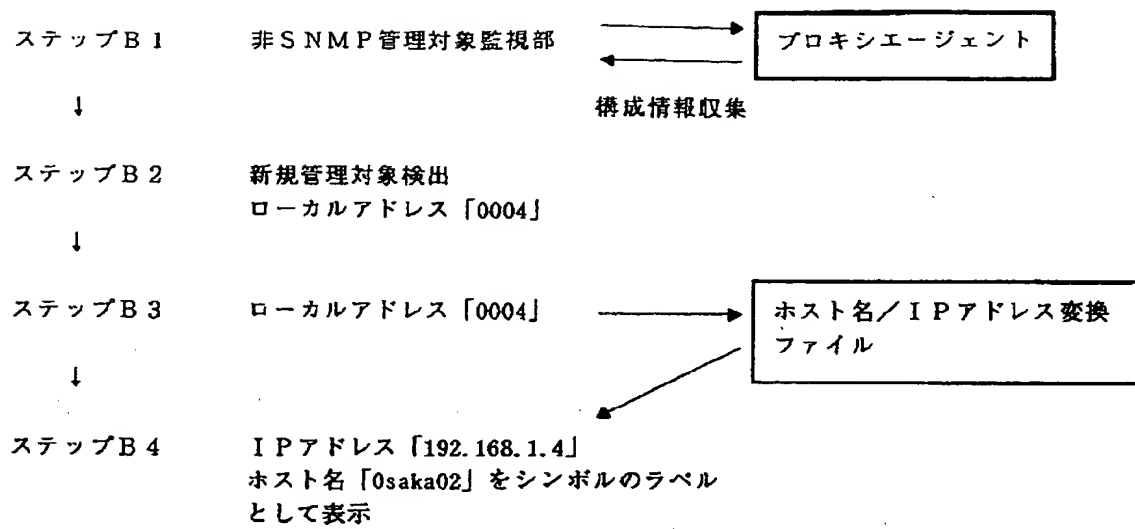 ステップB1 非SNMP管理対象監視部 プロキシエージェント
↓ 構成情報収集
ステップB2 新規管理対象検出
ローカルアドレス「0004」
↓
ステップB3 ローカルアドレス「0004」 ホスト名/IPアドレス変換
ファイル
↓
ステップB4 IPアドレス「192.168.1.4」
ホスト名「Osaka02」をシンボルのラベル
として表示